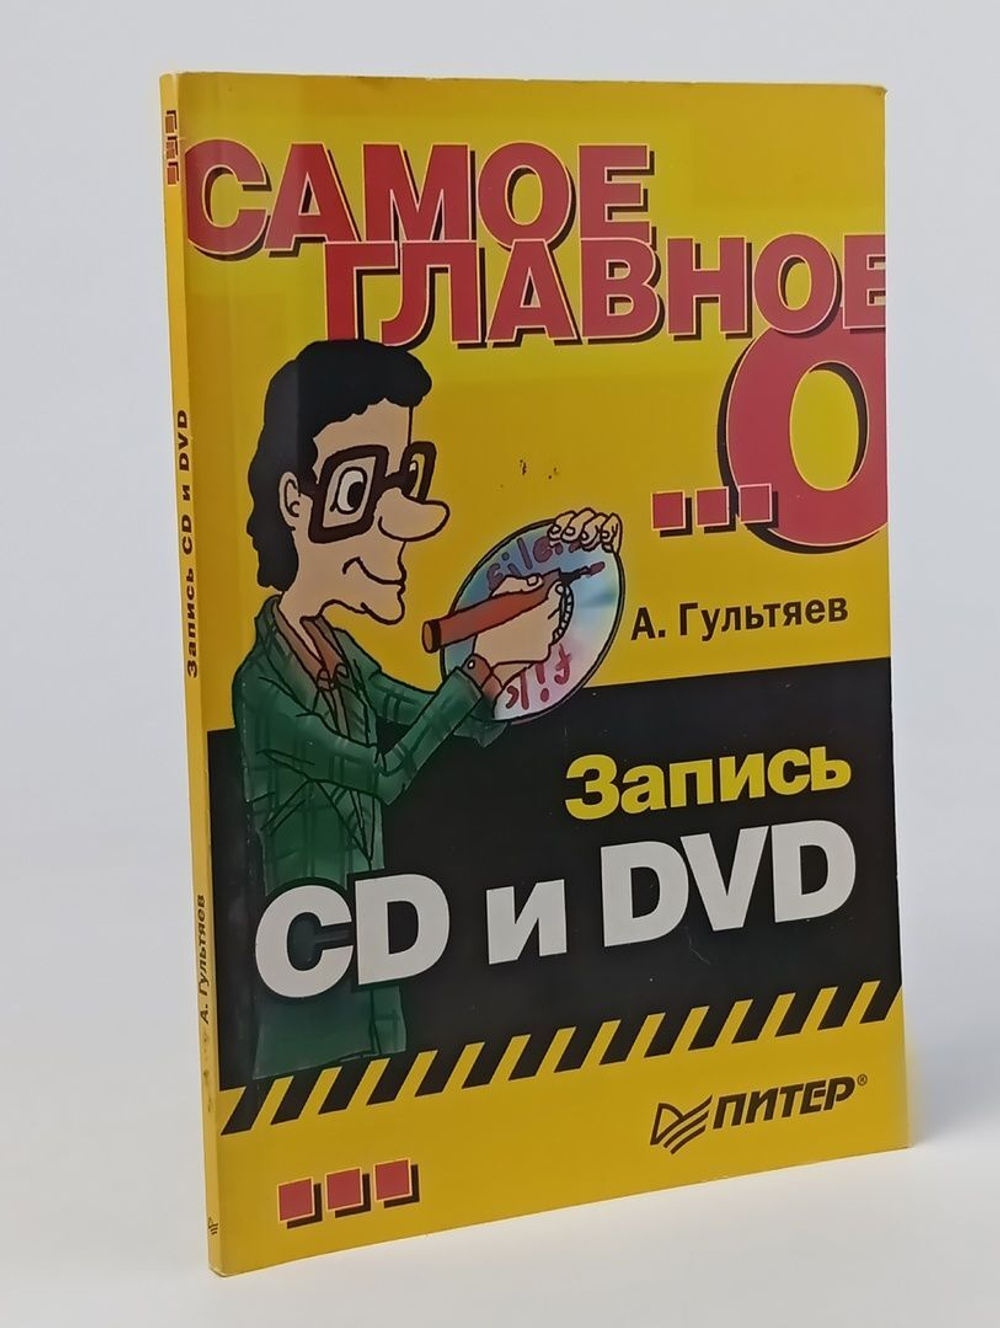 САМОЕ
ГЛАВНОЕ
...О
А. Гультяев
Запись
CD и DVD
ПИТЕР®
Запись CD и DVD
А. Гультяев